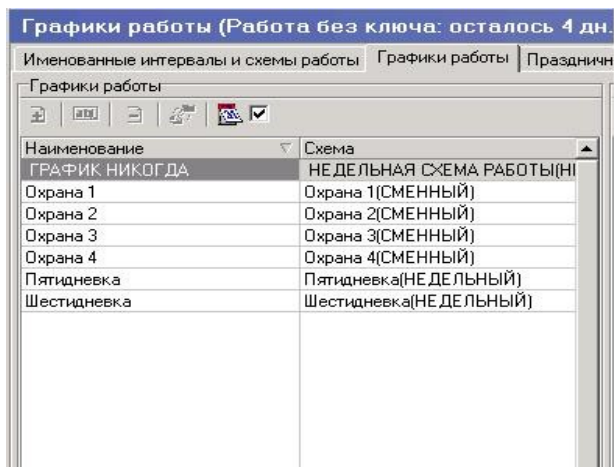 Графики работы (Работа без ключа: осталось 4 дн.
Именованные интервалы и схемы работы Графики работы Праздничн
Графики работы
Наименование Схема
ГРАФИК НИКОГДА НЕДЕЛЬНАЯ СХЕМА РАБОТЫ(НЕ
Охрана 1 Охрана 1(СМЕННЫЙ)
Охрана 2 Охрана 2(СМЕННЫЙ)
Охрана 3 Охрана 3(СМЕННЫЙ)
Охрана 4 Охрана 4(СМЕННЫЙ)
Пятидневка Пятидневка(НЕДЕЛЬНЫЙ)
Шестидневка Шестидневка(НЕДЕЛЬНЫЙ)